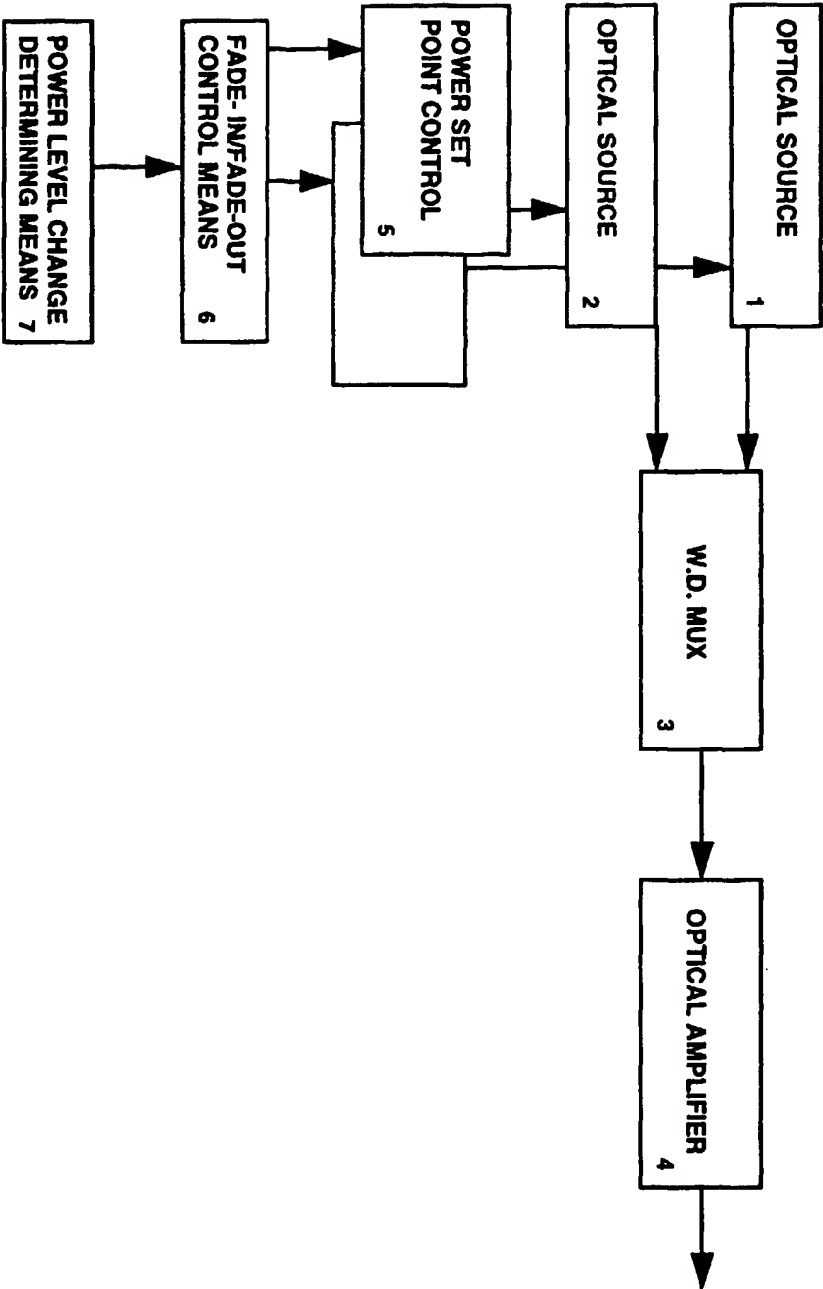 OPTICAL SOURCE
1
OPTICAL SOURCE
2
W.D. MUX
3
OPTICAL AMPLIFIER
4
POWER SET
POINT CONTROL
5
FADE- IN/FADE-OUT
CONTROL MEANS
6
POWER LEVEL CHANGE
DETERMINING MEANS 7